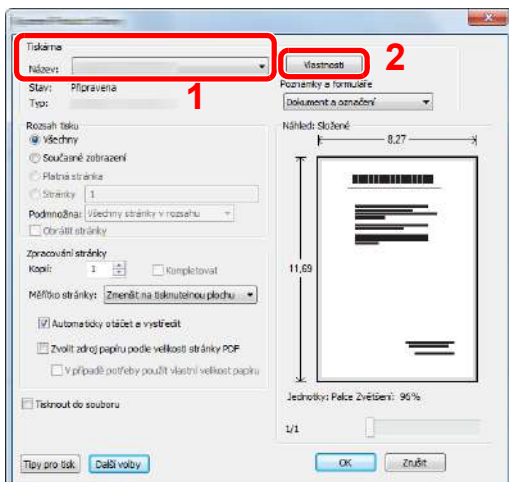 Tiskárna
Název:
Vlastnosti
2
1
Stav: Připravena
Typ:
Poznámky a formuláře
Dokument a označení
Rozsah tisku
Všechny
Současné zobrazení
Platná stránka
Stránky 1
Podmnožina: Všechny stránky v rozsahu
Obrátit stránky
Zpracování stránky
Kopií: 1
Kompletovat
Měřítko stránky: Zmenšit na tisknutelnou plochu
Automaticky otáčet a vystředit
Zvolit zdroj papíru podle velikosti stránky PDF
V případě potřeby použít vlastní velikost papíru
Tisknout do souboru
Náhled: Složené
8,27
11,69
Jednotky: Palce Zvětšení: 96%
1/1
Tipy pro tisk
Další volby
OK
Zrušit